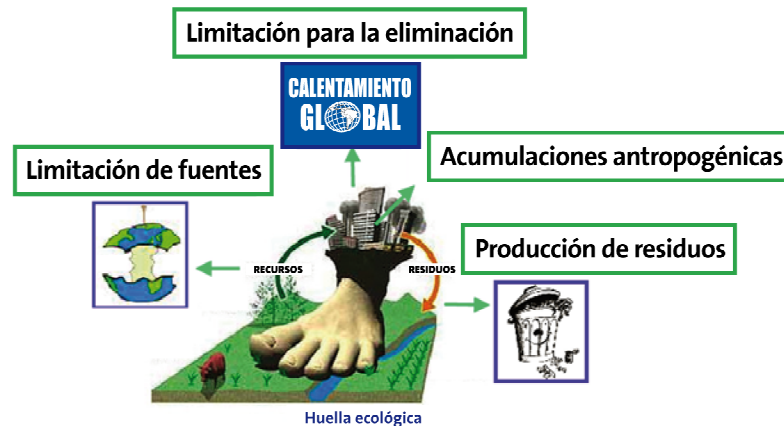 Limitación para la eliminación
CALENTAMIENTO
GLOBAL
Limitación de fuentes
Acumulaciones antropogénicas
Producción de residuos
RECURSOS
RESIDUOS
Huella ecológica